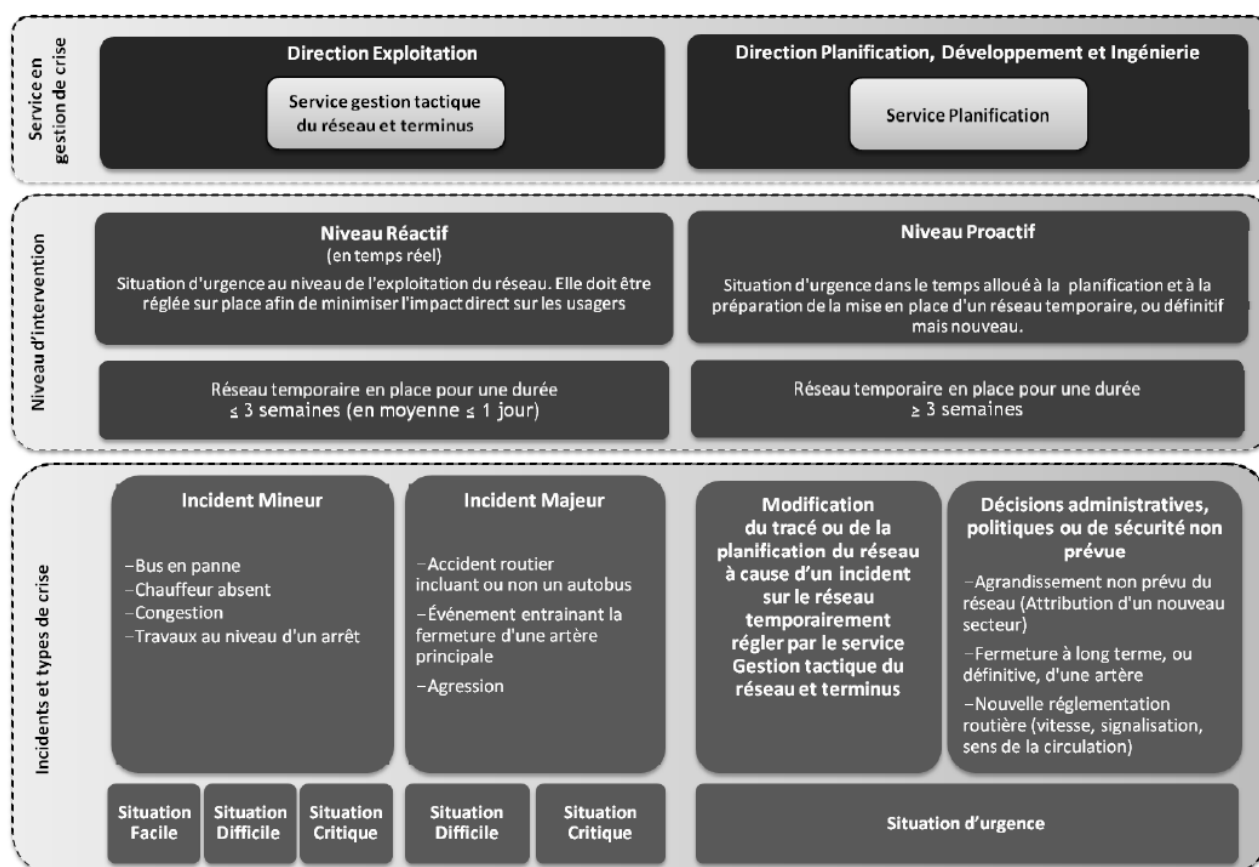 Service en
gestion de crise
Direction Exploitation
Service gestion tactique
du réseau et terminus
Direction Planification, Développement et Ingénierie
Service Planification
Niveau d'intervention
Niveau Réactif
(en temps réel)
Situation d'urgence au niveau de l'exploitation du réseau. Elle doit être
réglée sur place afin de minimiser l'impact direct sur les usagers
Niveau Proactif
Situation d'urgence dans le temps alloué à la planification et à la
préparation de la mise en place d'un réseau temporaire, ou définitif
mais nouveau.
Réseau temporaire en place pour une durée
≤ 3 semaines (en moyenne ≤ 1 jour)
Réseau temporaire en place pour une durée
≥ 3 semaines
Incidents et types de crise
Incident Mineur
–Bus en panne
–Chauffeur absent
–Congestion
–Travaux au niveau d'un arrêt
Incident Majeur
–Accident routier
incluant ou non un autobus
–Événement entrainant la
fermeture d'une artère
principale
–Agression
Modification
du tracé ou de la
planification du réseau
à cause d'un incident
sur le réseau
temporairement
régler par le service
Gestion tactique du
réseau et terminus
Décisions administratives,
politiques ou de sécurité non
prévue
–Agrandissement non prévu du
réseau (Attribution d'un nouveau
secteur)
–Fermeture à long terme, ou
définitive, d'une artère
–Nouvelle réglementation
routière (vitesse, signalisation,
sens de la circulation)
Situation
Facile
Situation
Difficile
Situation
Critique
Situation
Difficile
Situation
Critique
Situation d'urgence